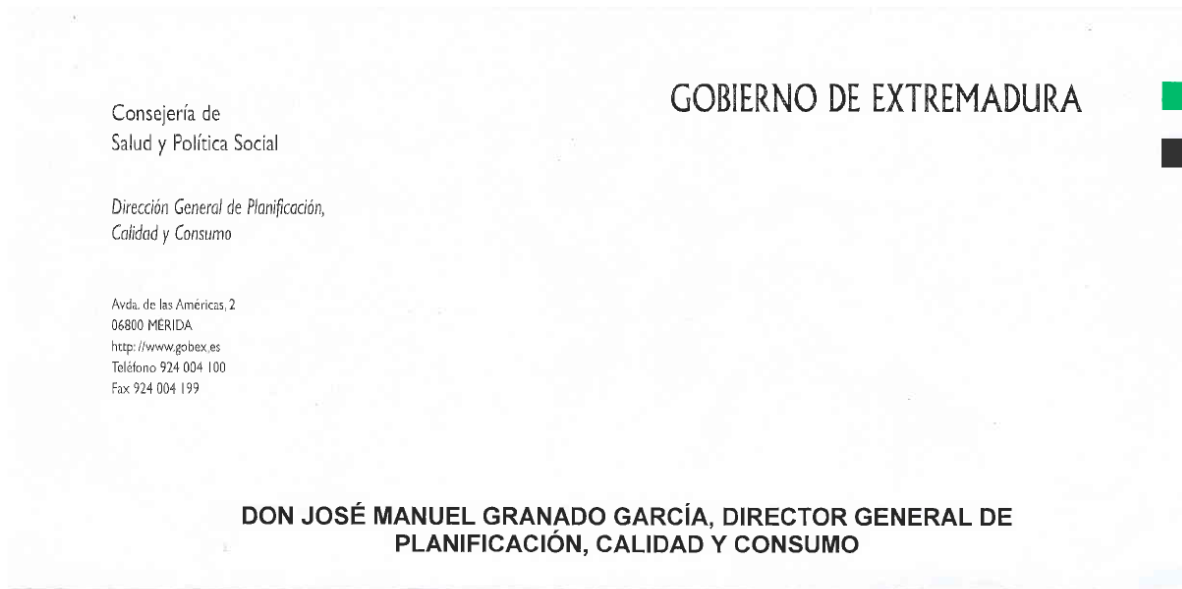 GOBIERNO DE EXTREMADURA
Consejería de
Salud y Política Social
Dirección General de Planificación,
Calidad y Consumo
Avda. de las Américas, 2
06800 MÉRIDA
http: //www.gobex.es
Teléfono 924 004 100
Fax 924 004 199
DON JOSÉ MANUEL GRANADO GARCÍA, DIRECTOR GENERAL DE
PLANIFICACIÓN, CALIDAD Y CONSUMO